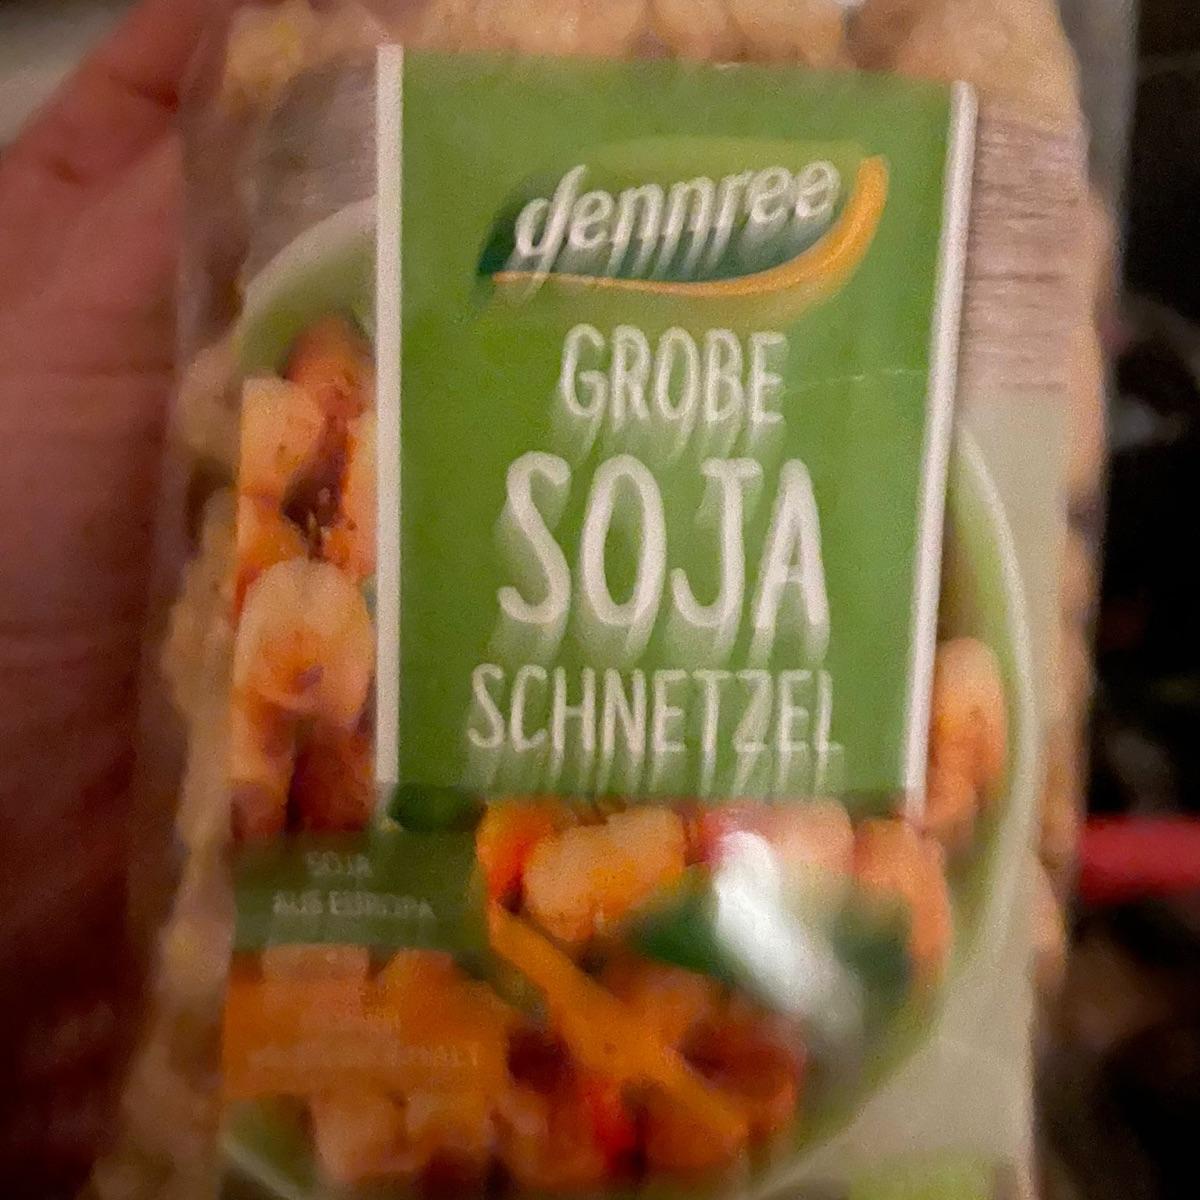 dennree
GROBE
SOJA
SCHNETZEL
SOJA
AUS EUROPA